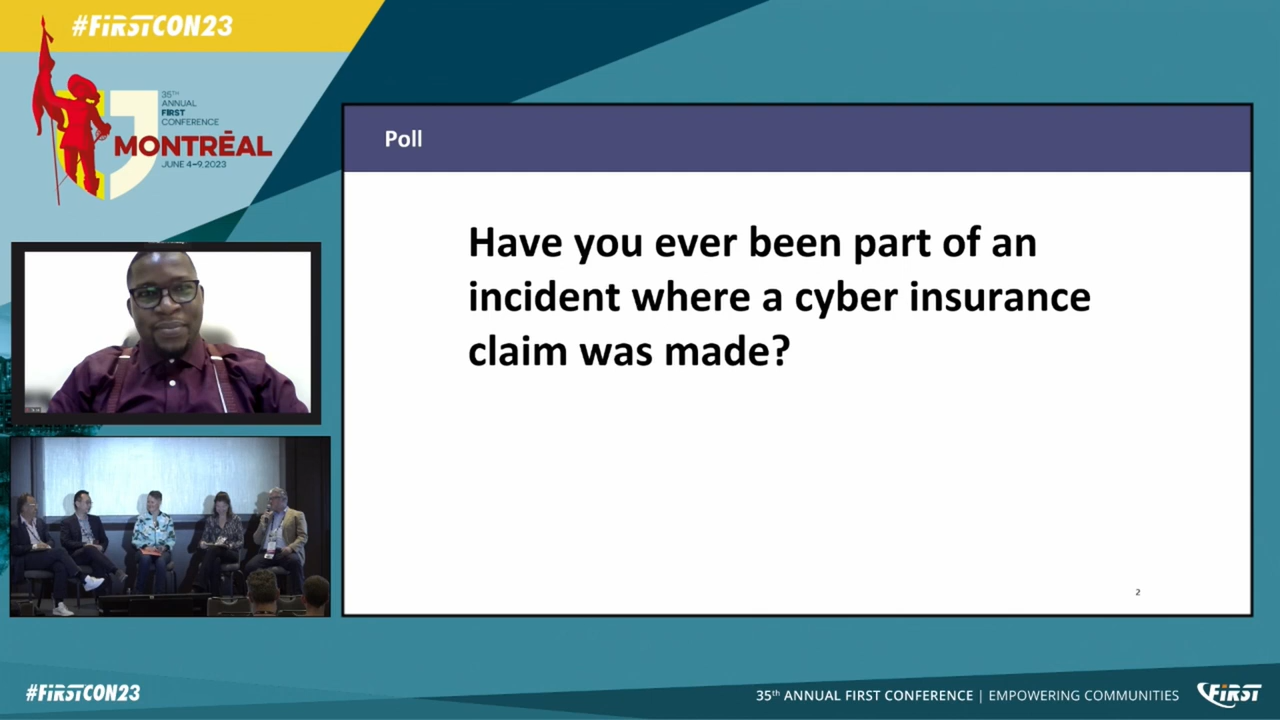 #FiRSTCON23
35TH
ANNUAL
FIRST
CONFERENCE
MONTRĒAL
JUNE 4-9, 2023
Poll
Have you ever been part of an
incident where a cyber insurance
claim was made?
2
#FiRSTCON23
35th ANNUAL FIRST CONFERENCE | EMPOWERING COMMUNITIES
FiRST